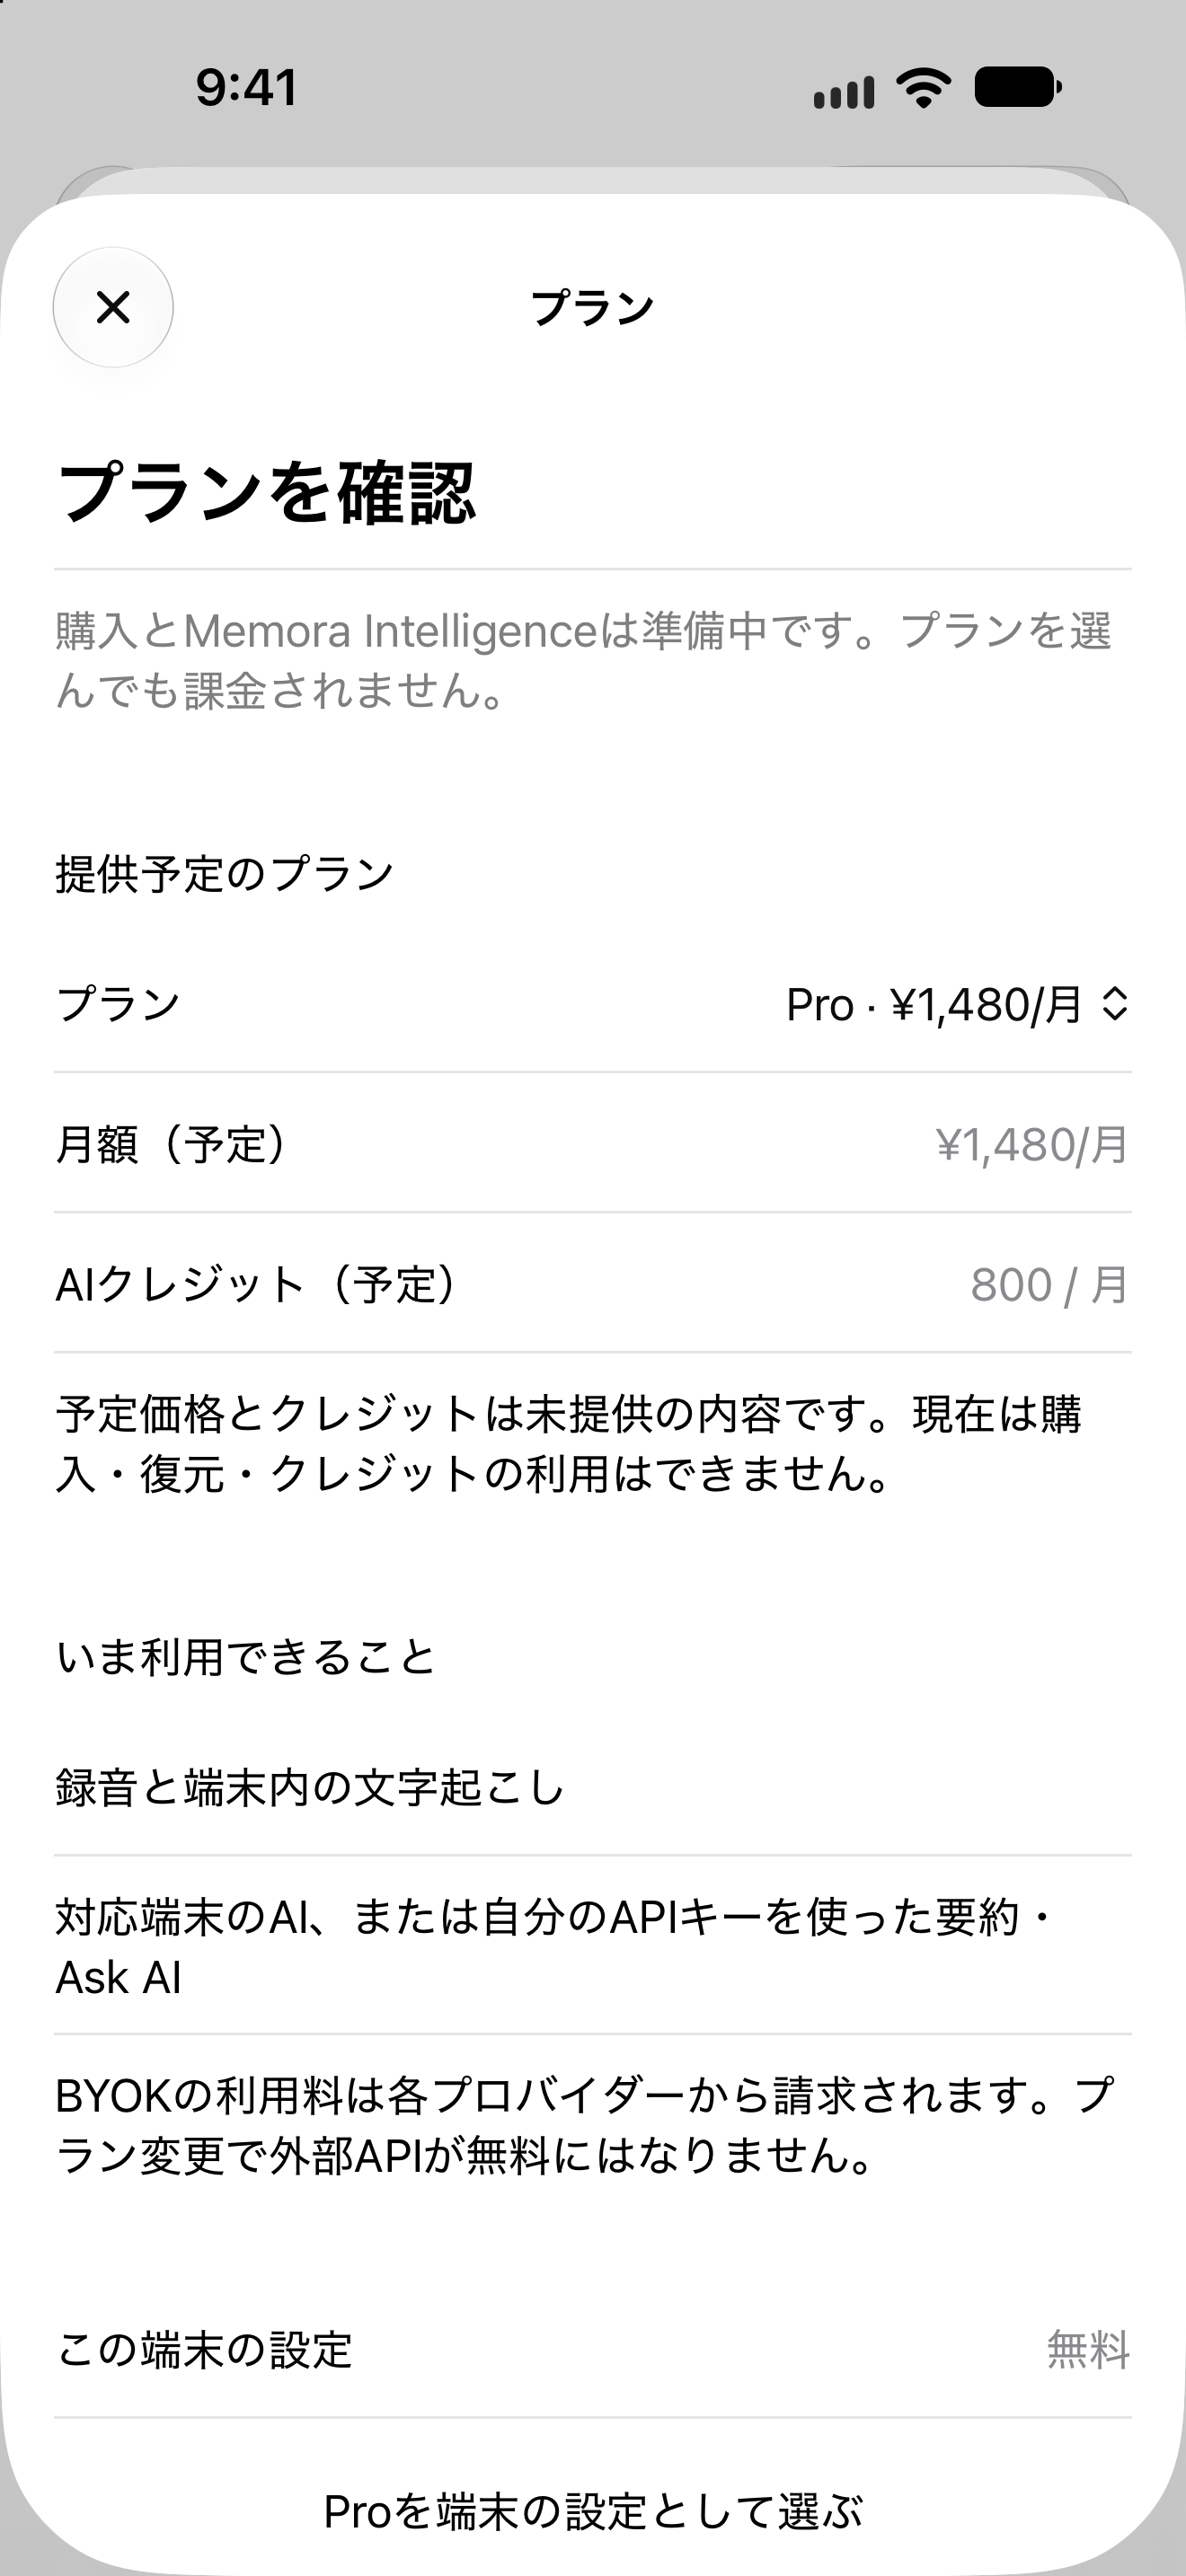 9:41
プラン
プランを確認
購入とMemora Intelligenceは準備中です。プランを選
んでも課金されません。
提供予定のプラン
プラン Pro · ¥1,480/月
月額（予定） ¥1,480/月
AIクレジット（予定） 800 / 月
予定価格とクレジットは未提供の内容です。現在は購
入・復元・クレジットの利用はできません。
いま利用できること
録音と端末内の文字起こし
対応端末のAI、または自分のAPIキーを使った要約・
Ask AI
BYOKの利用料は各プロバイダーから請求されます。プ
ラン変更で外部APIが無料にはなりません。
この端末の設定 無料
Proを端末の設定として選ぶ